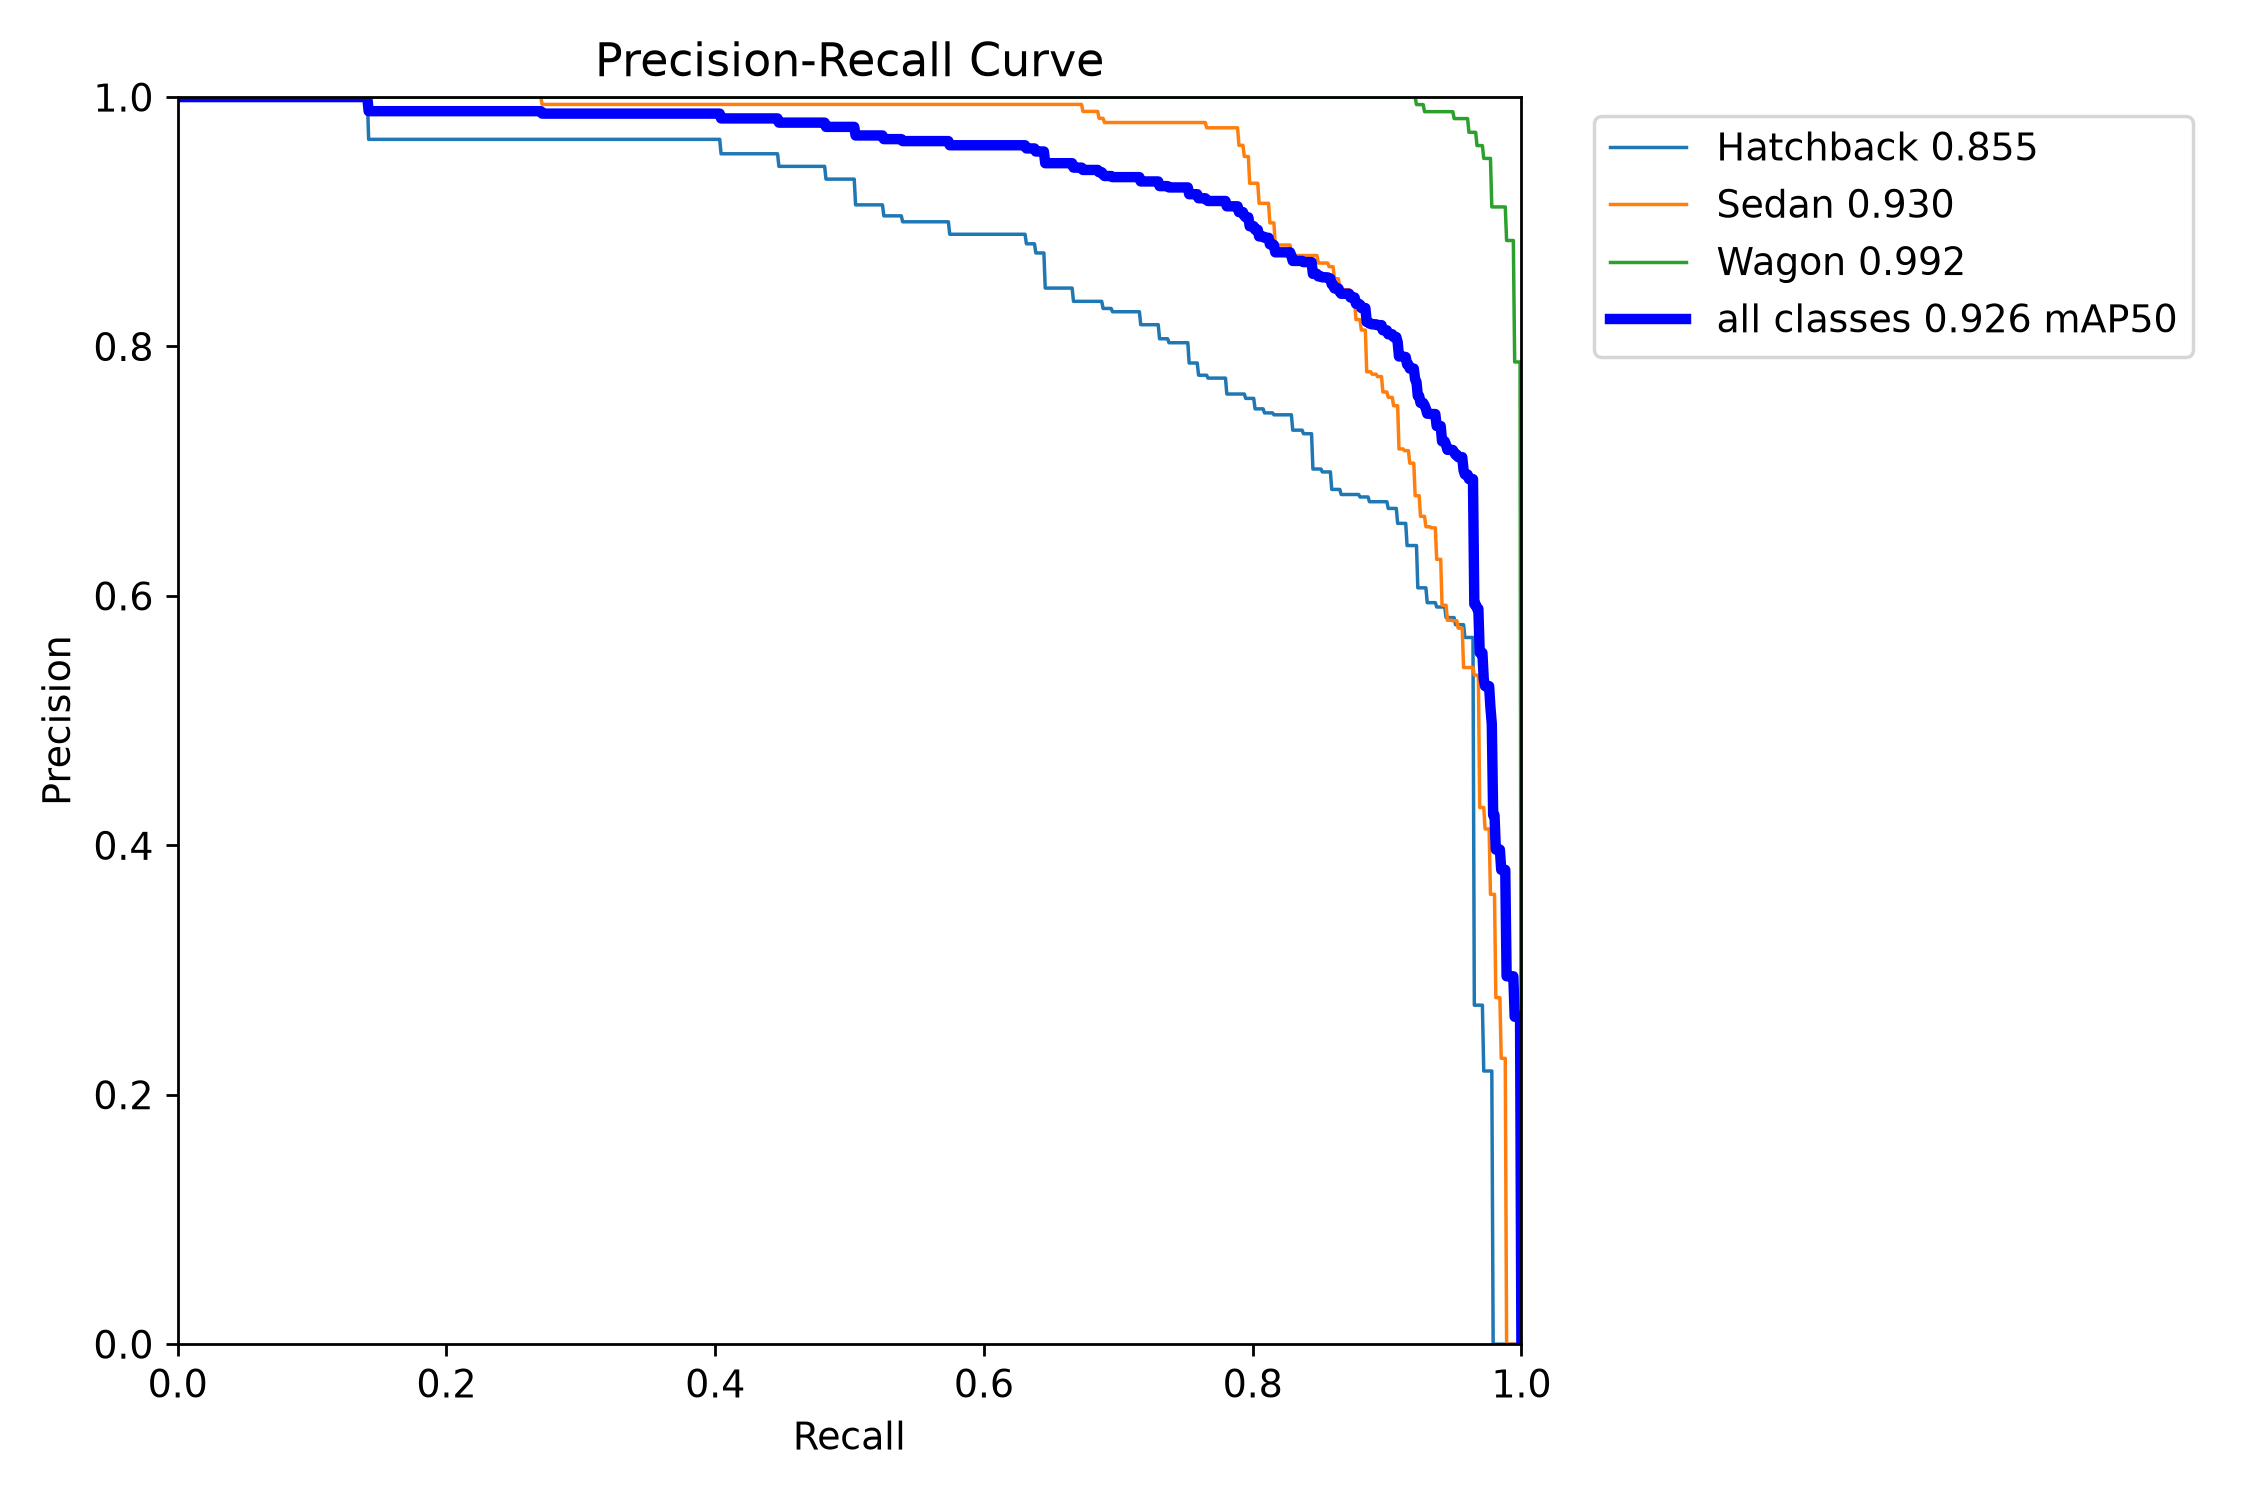 Precision-Recall Curve
1.0
0.8
0.6
0.4
0.2
0.0
Precision
0.0 0.2 0.4 0.6 0.8 1.0
Recall
Hatchback 0.855
Sedan 0.930
Wagon 0.992
all classes 0.926 mAP50